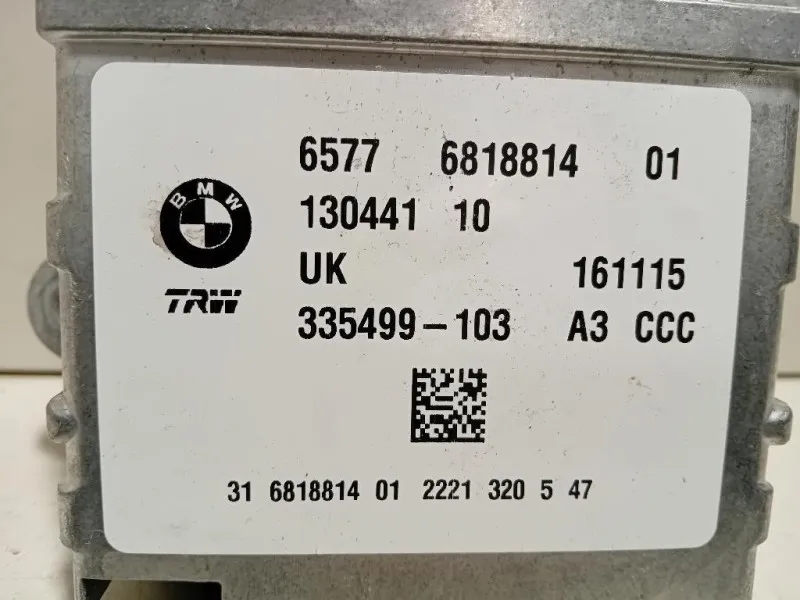 6577 6818814 01
BMW
130441 10
UK 161115
TRW
335499-103 A3 CCC
31 6818814 01 2221 320 5 47